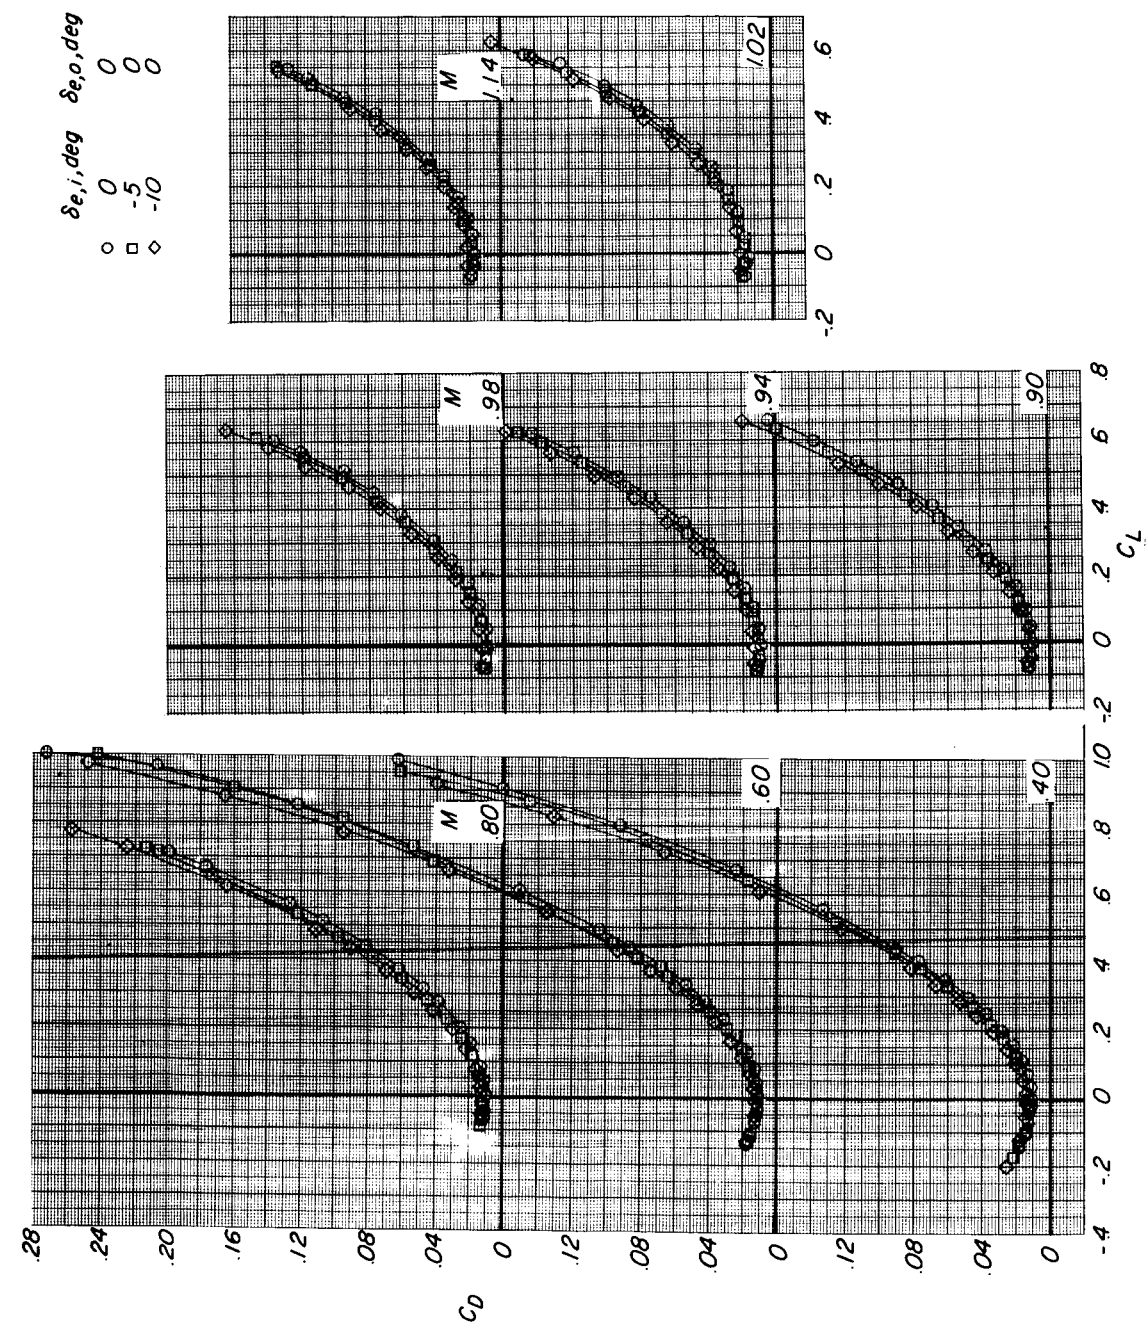 δe,i,deg δe,o,deg
○ 0 0
□ -5 0
◇ -10 0
M
1.14
1.02
-.2 0 .2 .4 .6
M
.98
.94
.90
-.2 0 .2 .4 .6 .8
CL
M
.80
.60
.40
CD
.28
.24
.20
.16
.12
.08
.04
0
.12
.08
.04
0
.12
.08
.04
0
-.4 -.2 0 .2 .4 .6 .8 1.0